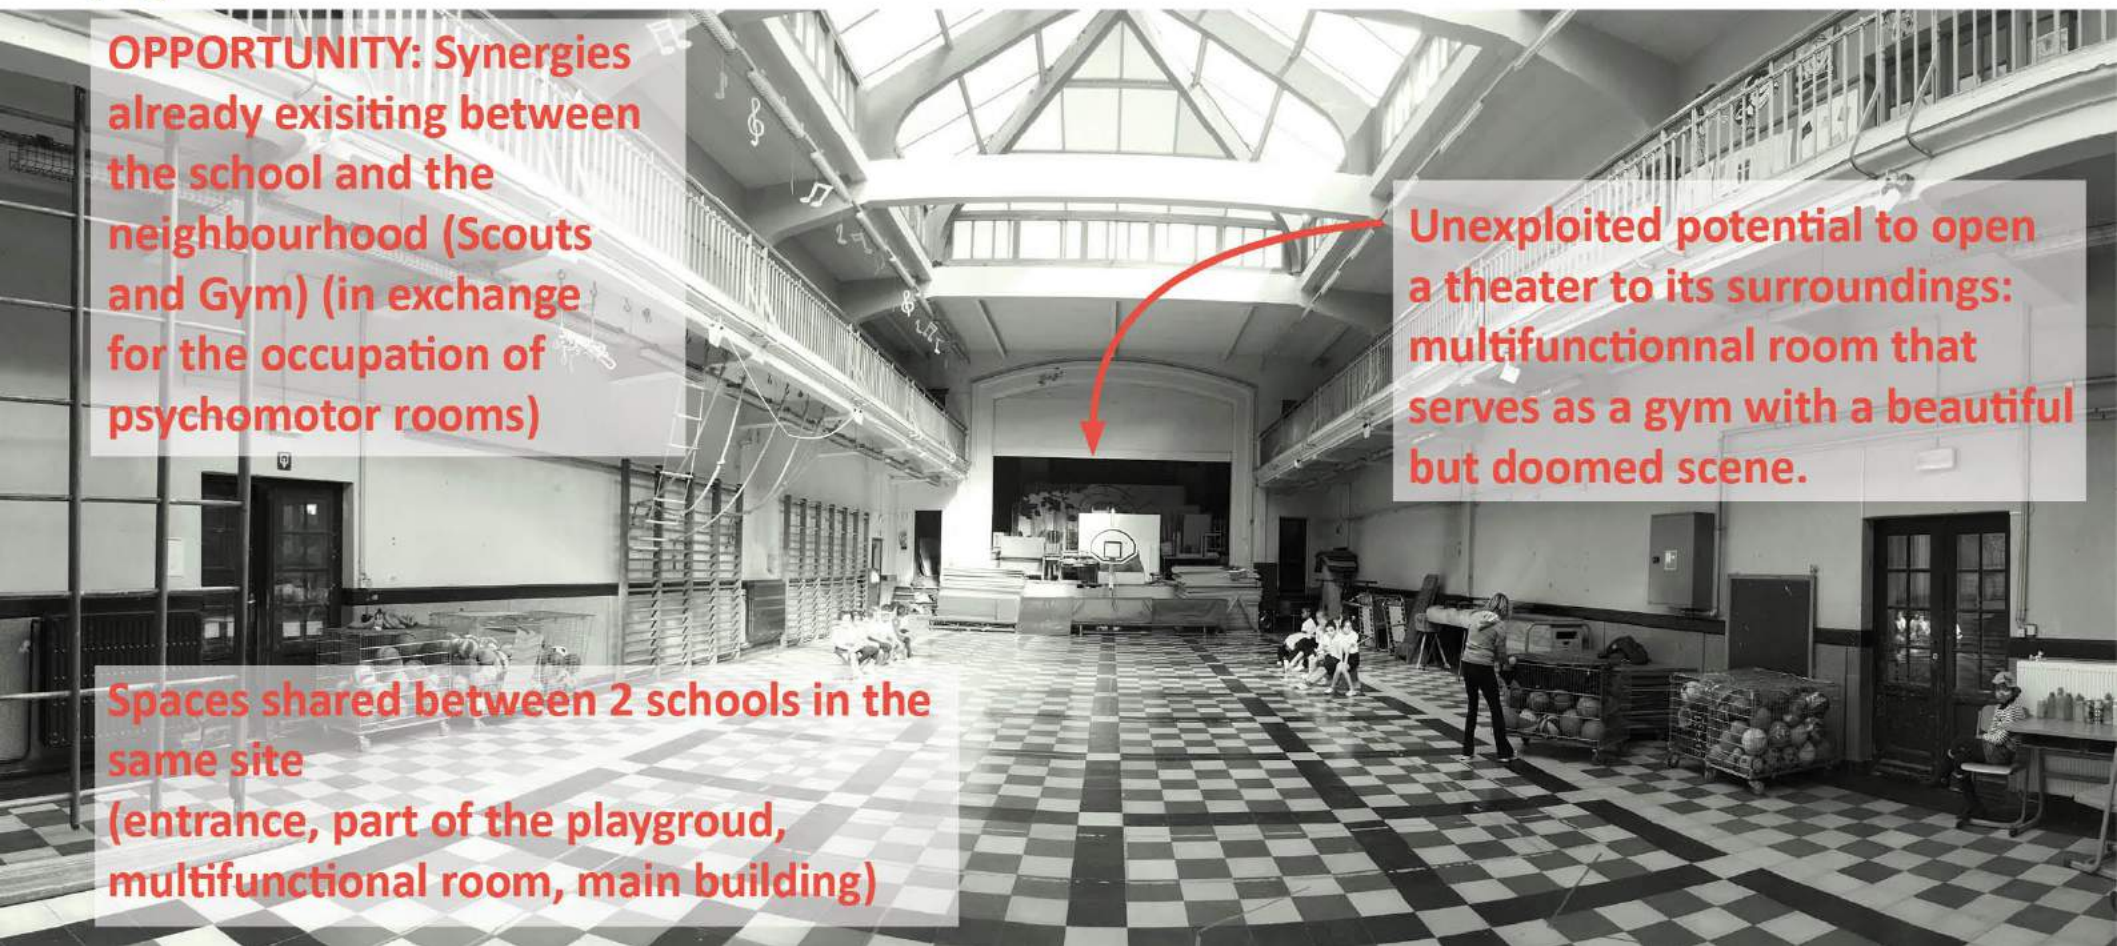 OPPORTUNITY: Synergies
already exisiting between
the school and the
neighbourhood (Scouts
and Gym) (in exchange
for the occupation of
psychomotor rooms)
Unexploited potential to open
a theater to its surroundings:
multifunctionnal room that
serves as a gym with a beautiful
but doomed scene.
Spaces shared between 2 schools in the
same site
(entrance, part of the playgroud,
multifunctional room, main building)